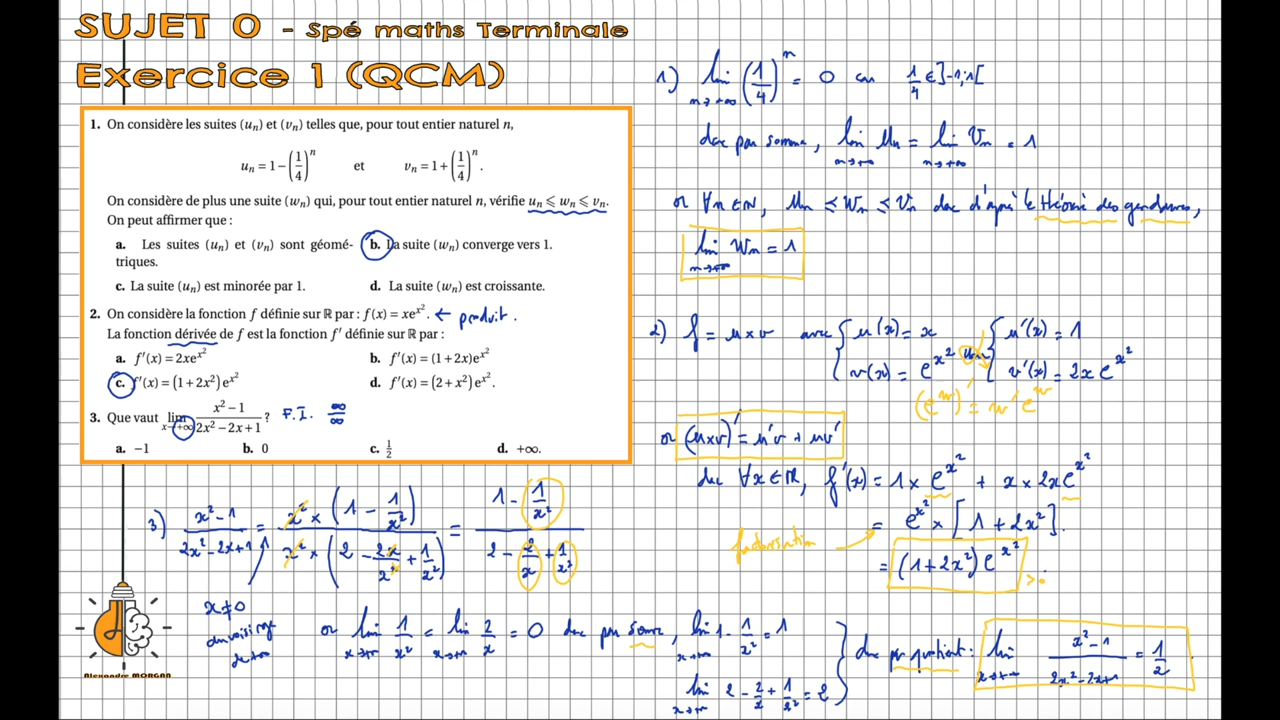 SUJET 0 - Spé maths Terminale
Exercice 1 (QCM)
1. On considère les suites (uₙ) et (vₙ) telles que, pour tout entier naturel n,
uₙ = 1 − (1/4)ⁿ et vₙ = 1 + (1/4)ⁿ.
On considère de plus une suite (wₙ) qui, pour tout entier naturel n, vérifie uₙ ⩽ wₙ ⩽ vₙ.
On peut affirmer que :
a. Les suites (uₙ) et (vₙ) sont géomé- b. La suite (wₙ) converge vers 1.
triques.
c. La suite (uₙ) est minorée par 1. d. La suite (wₙ) est croissante.
2. On considère la fonction f définie sur ℝ par : f(x) = xe^{x²}. ← produit.
La fonction dérivée de f est la fonction f′ définie sur ℝ par :
a. f′(x) = 2xe^{x²} b. f′(x) = (1 + 2x)e^{x²}
c. f′(x) = (1 + 2x²)e^{x²} d. f′(x) = (2 + x²)e^{x²}.
3. Que vaut lim x→+∞ (x² − 1)/(2x² − 2x + 1) ? F.I. ∞/∞
a. −1 b. 0 c. 1/2 d. +∞.
1) lim n→+∞ (1/4)ⁿ = 0 car 1/4 ∈ ]-1;1[
donc par somme, lim n→+∞ uₙ = lim n→+∞ vₙ = 1
or ∀n∈ℕ, uₙ ≤ wₙ ≤ vₙ donc d'après le théorème des gendarmes,
lim n→+∞ wₙ = 1
2) f = u×v avec { u(x) = x { u'(x) = 1
v(x) = e^{x²} v'(x) = 2x e^{x²}
(e^u)' = u' e^u
or (u×v)' = u'v + uv'
donc ∀x∈ℝ, f'(x) = 1 × e^{x²} + x × 2x e^{x²}
= e^{x²} × [1 + 2x²].
factorisation
= (1+2x²) e^{x²}
>0.
3) (x²-1)/(2x²-2x+1) = (x² × (1 - 1/x²))/(x² × (2 - 2x/x² + 1/x²)) = (1 - 1/x²)/(2 - 2/x + 1/x²)
x≠0
au voisinage
de +∞
or lim x→+∞ 1/x² = lim x→+∞ 2/x = 0 donc par somme, lim x→+∞ 1 - 1/x² = 1
lim x→+∞ 2 - 2/x + 1/x² = 2
donc par quotient : lim x→+∞ (x²-1)/(2x²-2x+1) = 1/2
Alexandre MORGAN